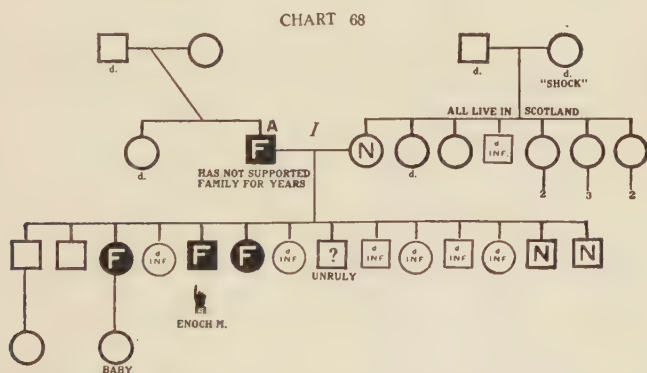 CHART 68
d.
d.
d.
"SHOCK"
ALL LIVE IN SCOTLAND
A
I
F
N
d
INF.
d.
d.
HAS NOT SUPPORTED
FAMILY FOR YEARS
2
3
2
F
d
INF
F
F
d
INF
?
d
INF
d
INF
d
INF
d
INF
N
N
UNRULY
ENOCH M.
BABY